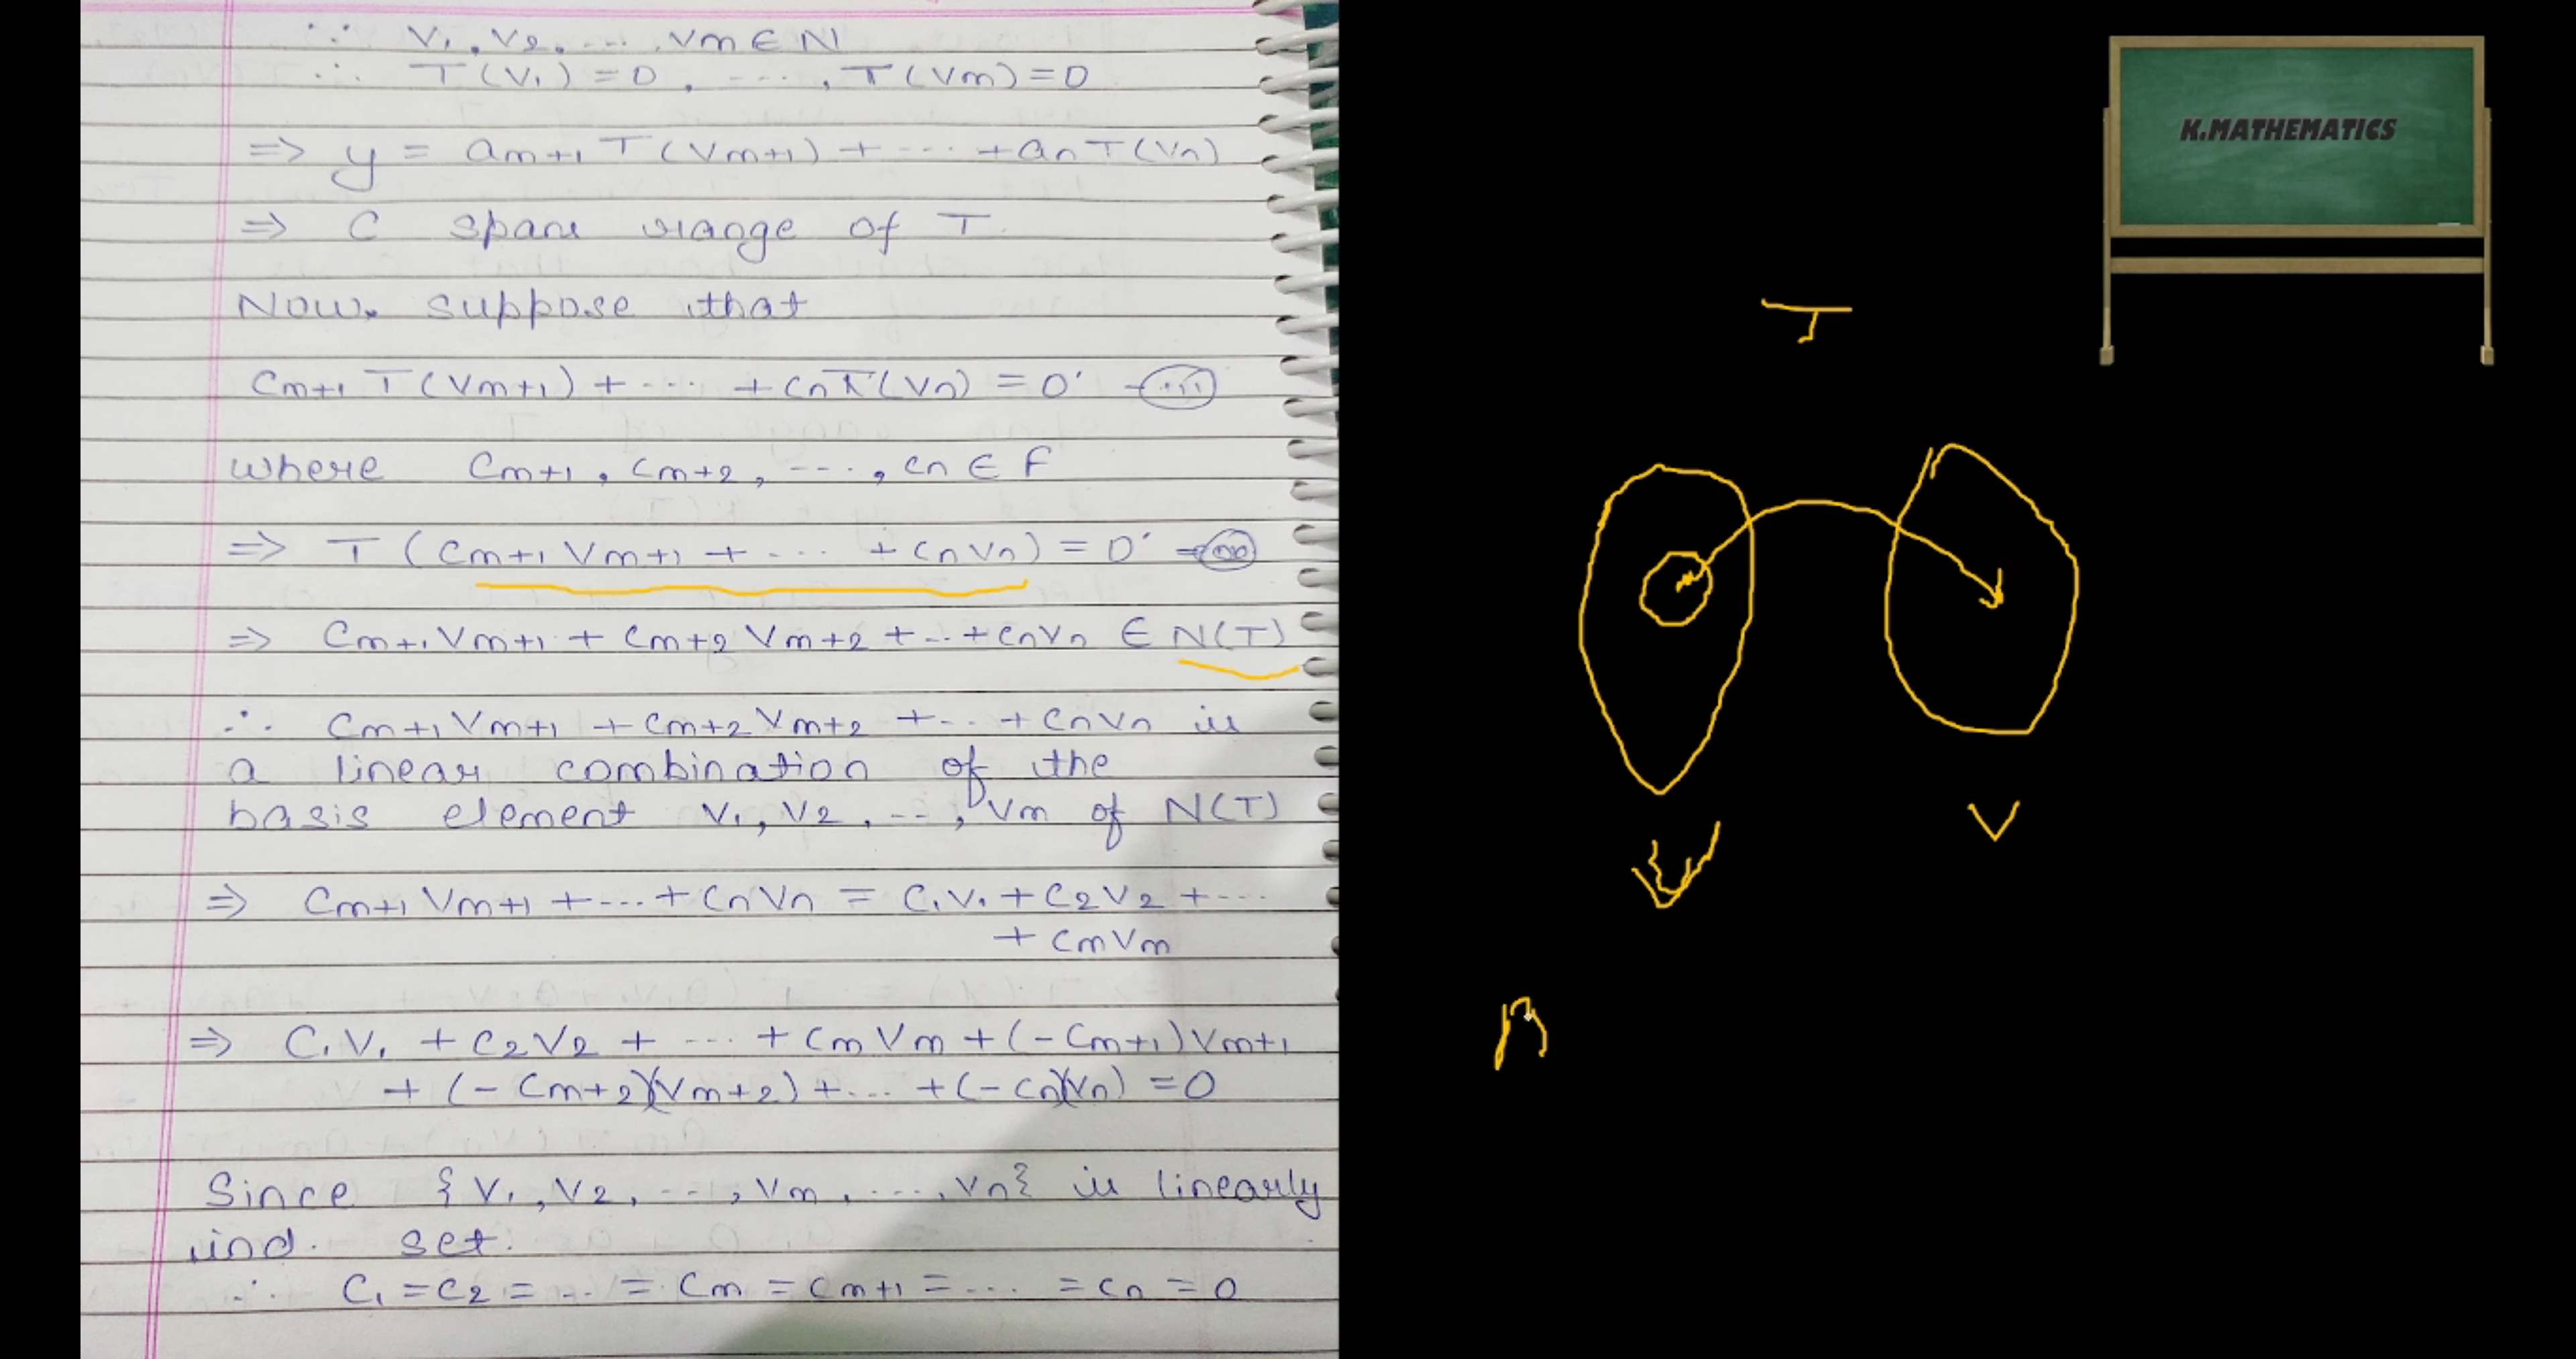 ∵ V₁, V₂, ..., Vm ∈ N
∴ T(V₁) = 0, ----, T(Vm) = 0
⇒ y = am+1 T(Vm+1) + --- + an T(Vn)
⇒ C spans range of T.
Now, suppose that
Cm+1 T(Vm+1) + ... + Cn T(Vn) = 0' —(iii)
where Cm+1, Cm+2, ---, Cn ∈ F
⇒ T(Cm+1 Vm+1 + ... + Cn Vn) = 0'
⇒ Cm+1 Vm+1 + Cm+2 Vm+2 + ... + Cn Vn ∈ N(T)
∴ Cm+1 Vm+1 + Cm+2 Vm+2 + ... + Cn Vn is
a linear combination of the
basis element V₁, V₂, ---, Vm of N(T)
⇒ Cm+1 Vm+1 + ... + Cn Vn = C₁V₁ + C₂V₂ + ...
+ Cm Vm
⇒ C₁V₁ + C₂V₂ + --- + Cm Vm + (-Cm+1) Vm+1
+ (-Cm+2)(Vm+2) + ... + (-Cn)(Vn) = 0
Since {V₁, V₂, ---, Vm, ..., Vn} is linearly
ind. set.
∴ C₁ = C₂ = ... = Cm = Cm+1 = ... = Cn = 0
K.MATHEMATICS
T
V